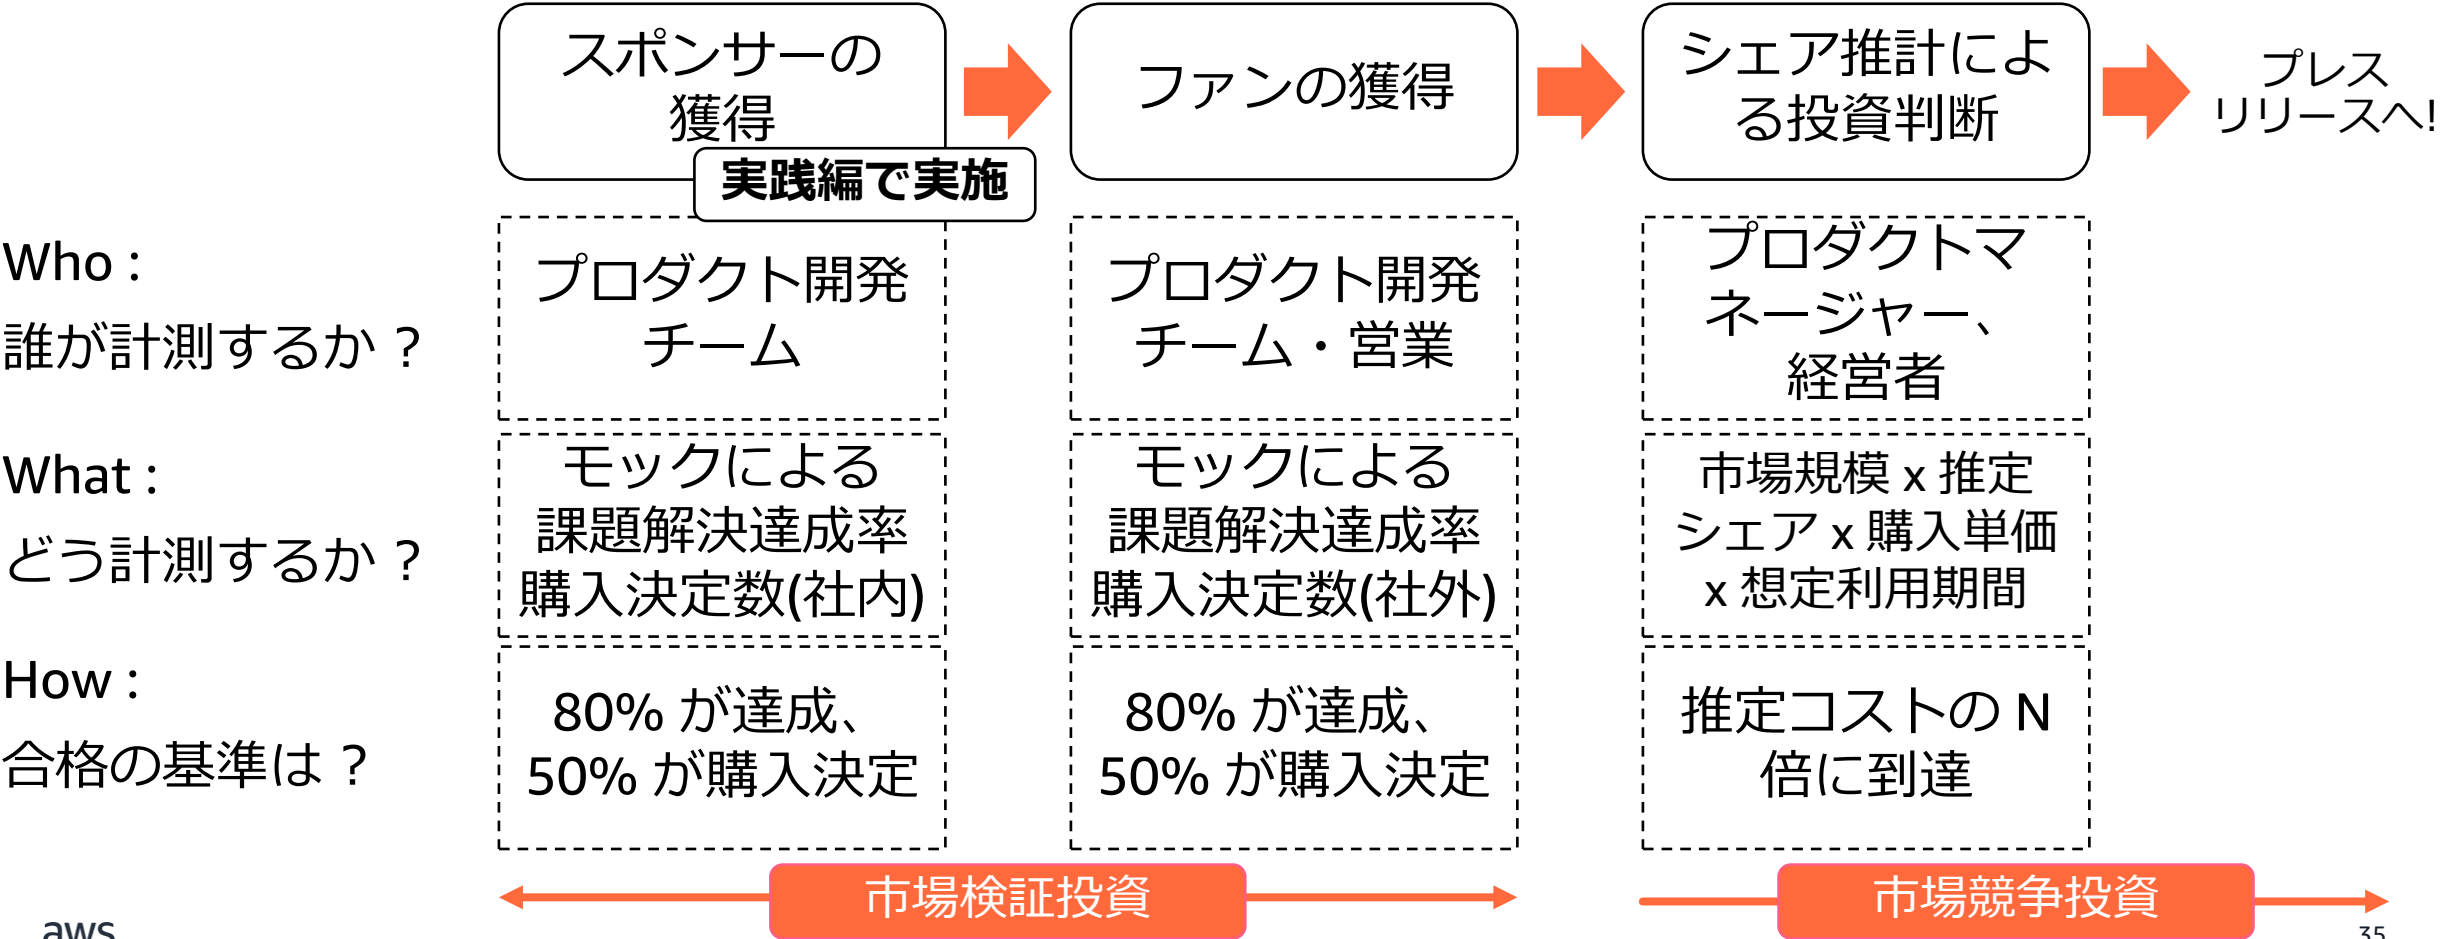 スポンサーの
獲得
実践編で実施
ファンの獲得
シェア推計によ
る投資判断
プレス
リリースへ!
Who :
誰が計測するか？
プロダクト開発
チーム
プロダクト開発
チーム・営業
プロダクトマ
ネージャー、
経営者
What :
どう計測するか？
モックによる
課題解決達成率
購入決定数(社内)
モックによる
課題解決達成率
購入決定数(社外)
市場規模 x 推定
シェア x 購入単価
x 想定利用期間
How :
合格の基準は？
80% が達成、
50% が購入決定
80% が達成、
50% が購入決定
推定コストの N
倍に到達
市場検証投資
市場競争投資
aws
35